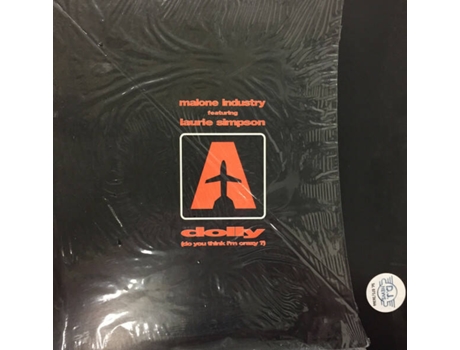 malone industry
featuring
laurie simpson
A
dolly
(do you think i'm crazy ?)